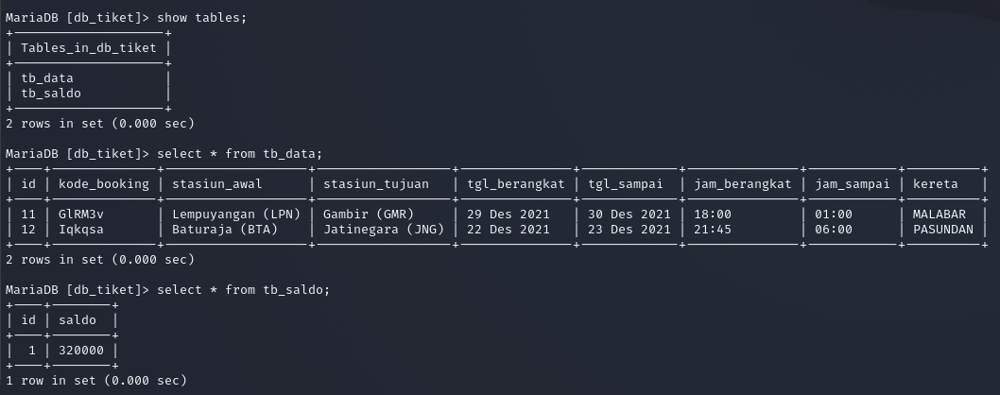 MariaDB [db_tiket]> show tables;
+--------------------+
| Tables_in_db_tiket |
+--------------------+
| tb_data            |
| tb_saldo           |
+--------------------+
2 rows in set (0.000 sec)
MariaDB [db_tiket]> select * from tb_data;
+----+--------------+-------------------+------------------+---------------+-------------+---------------+------------+----------+
| id | kode_booking | stasiun_awal      | stasiun_tujuan   | tgl_berangkat | tgl_sampai  | jam_berangkat | jam_sampai | kereta   |
+----+--------------+-------------------+------------------+---------------+-------------+---------------+------------+----------+
| 11 | GlRM3v       | Lempuyangan (LPN) | Gambir (GMR)     | 29 Des 2021   | 30 Des 2021 | 18:00         | 01:00      | MALABAR  |
| 12 | Iqkqsa       | Baturaja (BTA)    | Jatinegara (JNG) | 22 Des 2021   | 23 Des 2021 | 21:45         | 06:00      | PASUNDAN |
+----+--------------+-------------------+------------------+---------------+-------------+---------------+------------+----------+
2 rows in set (0.000 sec)
MariaDB [db_tiket]> select * from tb_saldo;
+----+--------+
| id | saldo  |
+----+--------+
|  1 | 320000 |
+----+--------+
1 row in set (0.000 sec)